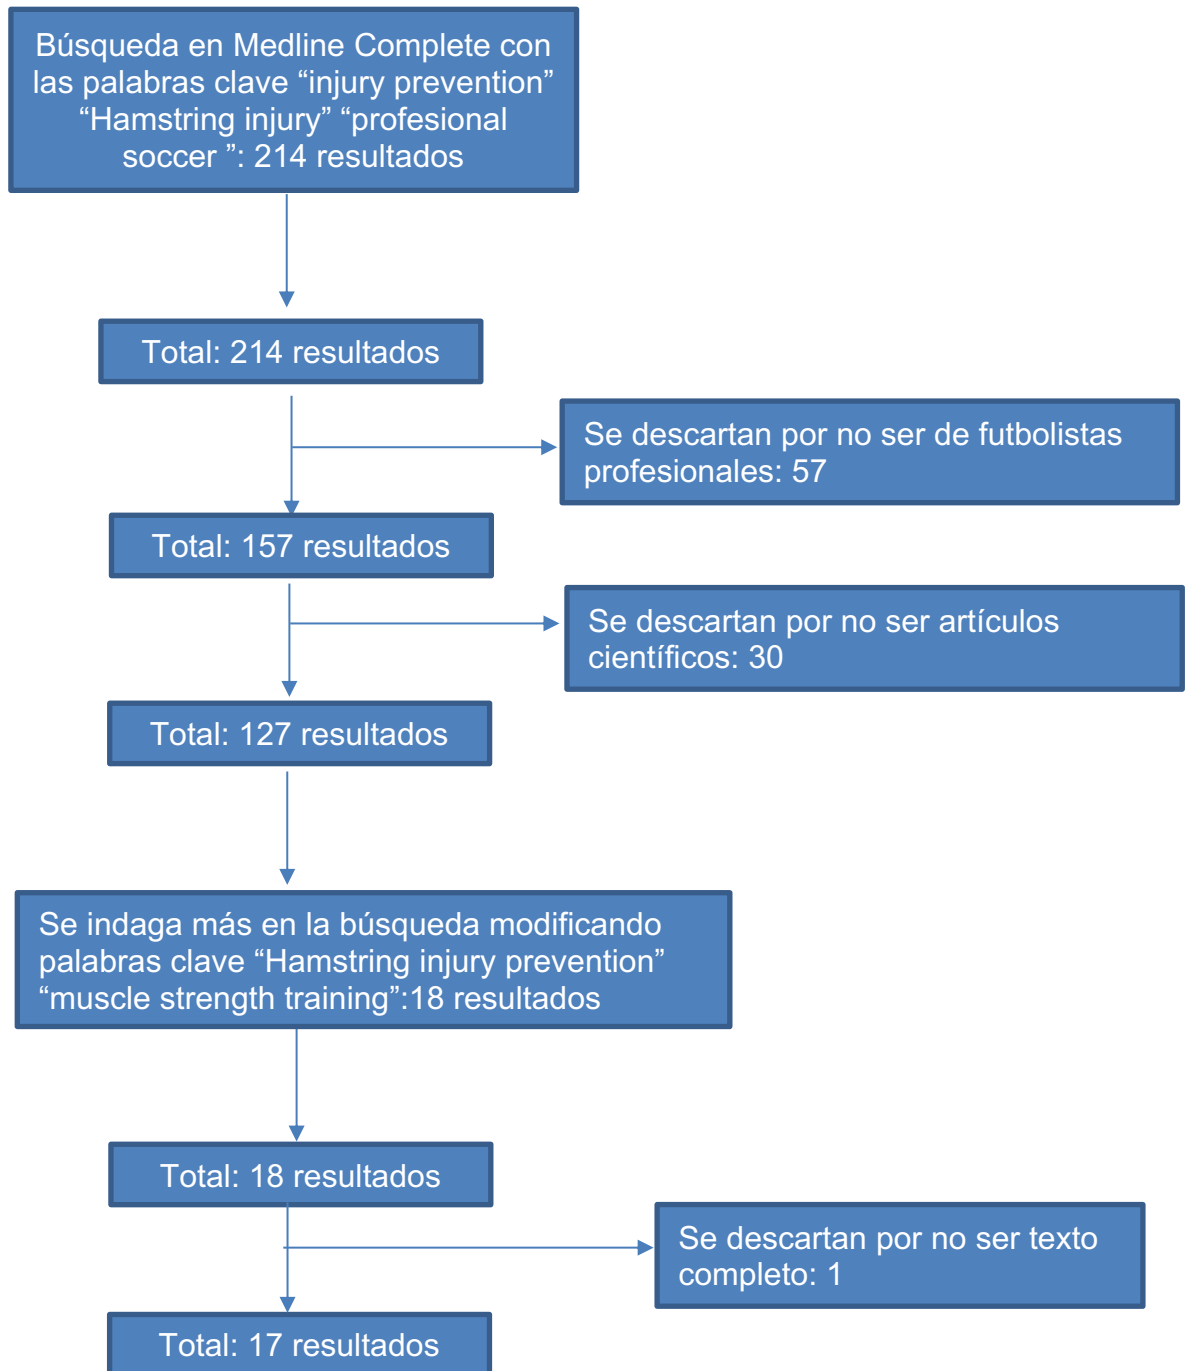 Búsqueda en Medline Complete con
las palabras clave “injury prevention”
“Hamstring injury” “profesional
soccer ”: 214 resultados
Total: 214 resultados
Se descartan por no ser de futbolistas
profesionales: 57
Total: 157 resultados
Se descartan por no ser artículos
científicos: 30
Total: 127 resultados
Se indaga más en la búsqueda modificando
palabras clave “Hamstring injury prevention”
“muscle strength training”:18 resultados
Total: 18 resultados
Se descartan por no ser texto
completo: 1
Total: 17 resultados